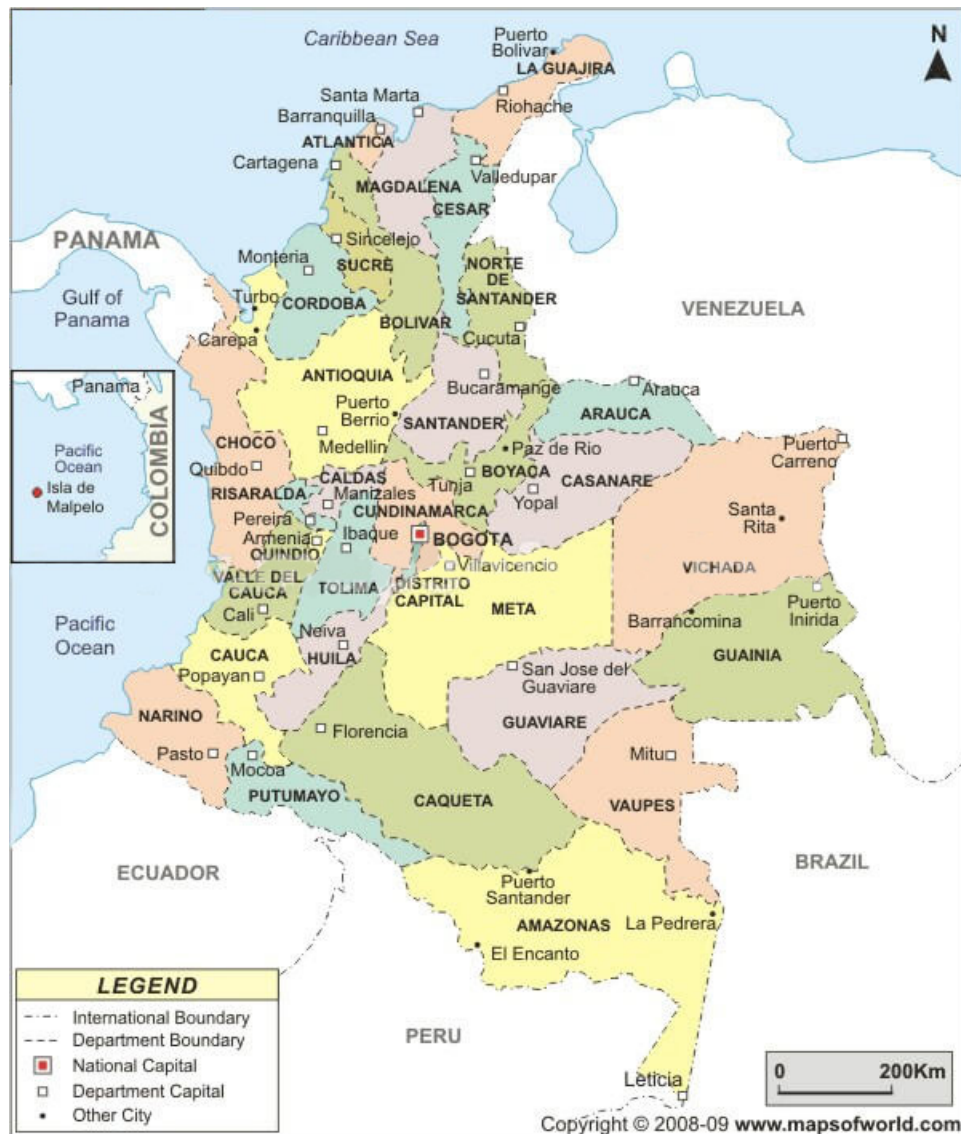 Caribbean Sea
Puerto
Bolivar
LA GUAJIRA
N
Santa Marta
Riohache
Barranquilla
ATLANTICA
Cartagena
MAGDALENA
Valledupar
CESAR
PANAMA
Sincelejo
Monteria
SUCRE
NORTE
DE
SANTANDER
Gulf of
Panama
Turbo
CORDOBA
VENEZUELA
BOLIVAR
Carepa
Cucuta
ANTIOQUIA
Bucaramange
Arauca
Panama
COLOMBIA
Puerto
Berrio
SANTANDER
ARAUCA
CHOCO
Medellin
Paz de Rio
Puerto
Carreno
Pacific
Ocean
Isla de
Malpelo
Quibdo
BOYACA
CASANARE
CALDAS
Tunja
RISARALDA
Manizales
Yopal
CUNDINAMARCA
Santa
Rita
Pereira
Armenia
Ibaque
BOGOTA
QUINDIO
Villavicencio
VICHADA
VALLE DEL
CAUCA
TOLIMA
DISTRITO
CAPITAL
META
Puerto
Inirida
Cali
Barrancomina
Pacific
Ocean
Neiva
CAUCA
HUILA
GUAINIA
Popayan
San Jose del
Guaviare
NARINO
GUAVIARE
Florencia
Pasto
Mocoa
Mitu
PUTUMAYO
CAQUETA
VAUPES
ECUADOR
BRAZIL
Puerto
Santander
AMAZONAS
La Pedrera
El Encanto
LEGEND
International Boundary
Department Boundary
National Capital
Department Capital
Other City
PERU
Leticia
0 200Km
Copyright © 2008-09 www.mapsofworld.com